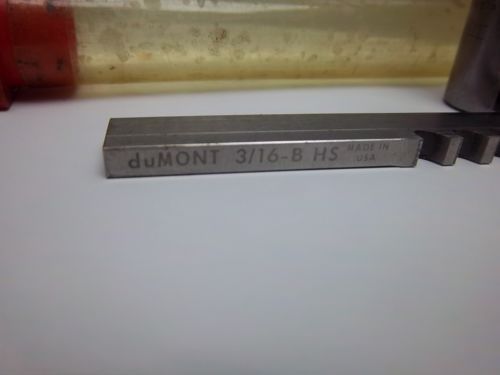 duMONT 3/16-B HS MADE IN
USA